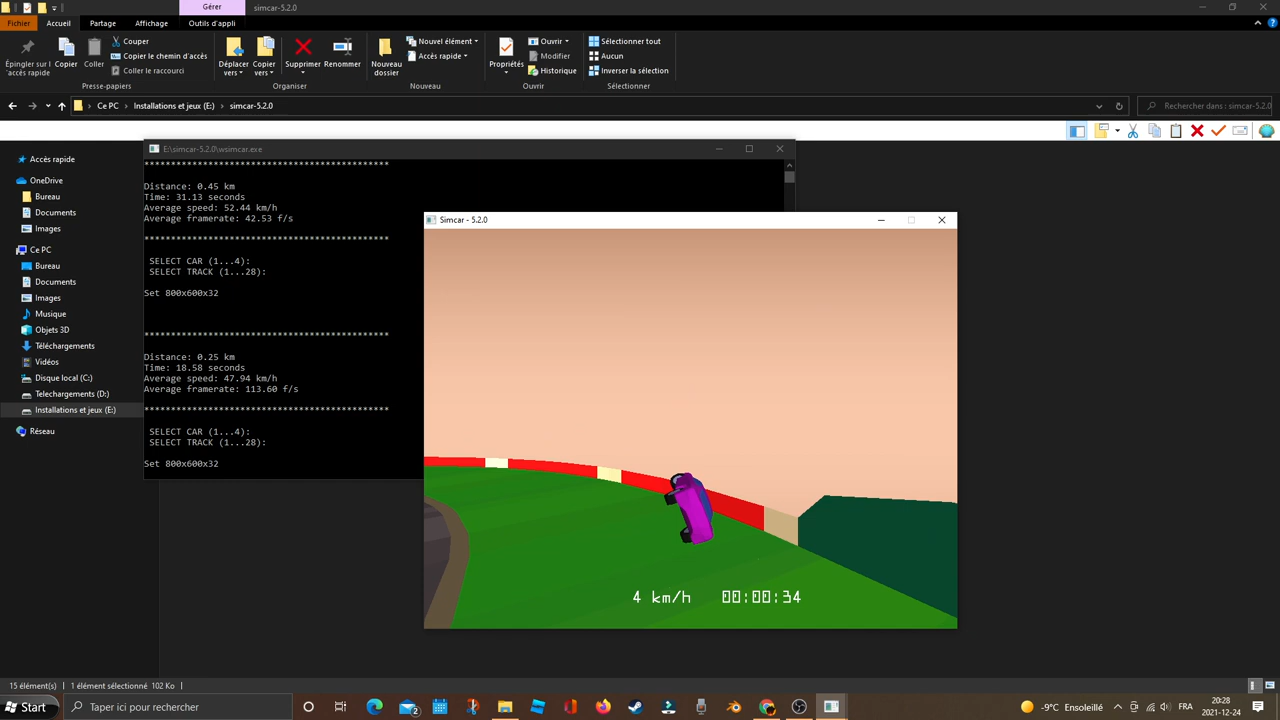 Gérer
simcar-5.2.0
Fichier
Accueil
Partage
Affichage
Outils d'appli
Épingler sur l'accès rapide
Copier
Coller
Couper
Copier le chemin d'accès
Coller le raccourci
Presse-papiers
Déplacer vers
Copier vers
Supprimer
Renommer
Organiser
Nouveau dossier
Nouvel élément
Accès rapide
Nouveau
Propriétés
Ouvrir
Modifier
Historique
Ouvrir
Sélectionner tout
Aucun
Inverser la sélection
Sélectionner
Ce PC
Installations et jeux (E:)
simcar-5.2.0
Rechercher dans : simcar-5.2.0
Accès rapide
OneDrive
Bureau
Documents
Images
Ce PC
Bureau
Documents
Images
Musique
Objets 3D
Téléchargements
Vidéos
Disque local (C:)
Telechargements (D:)
Installations et jeux (E:)
Réseau
E:\simcar-5.2.0\wsimcar.exe
**********************************************
Distance: 0.45 km
Time: 31.13 seconds
Average speed: 52.44 km/h
Average framerate: 42.53 f/s
**********************************************
SELECT CAR (1...4):
SELECT TRACK (1...28):
Set 800x600x32
**********************************************
Distance: 0.25 km
Time: 18.58 seconds
Average speed: 47.94 km/h
Average framerate: 113.60 f/s
**********************************************
SELECT CAR (1...4):
SELECT TRACK (1...28):
Set 800x600x32
Simcar - 5.2.0
4 km/h 00:00:34
15 élément(s)
1 élément sélectionné 102 Ko
Start
Taper ici pour rechercher
2
-9°C Ensoleillé
FRA
20:28
2021-12-24